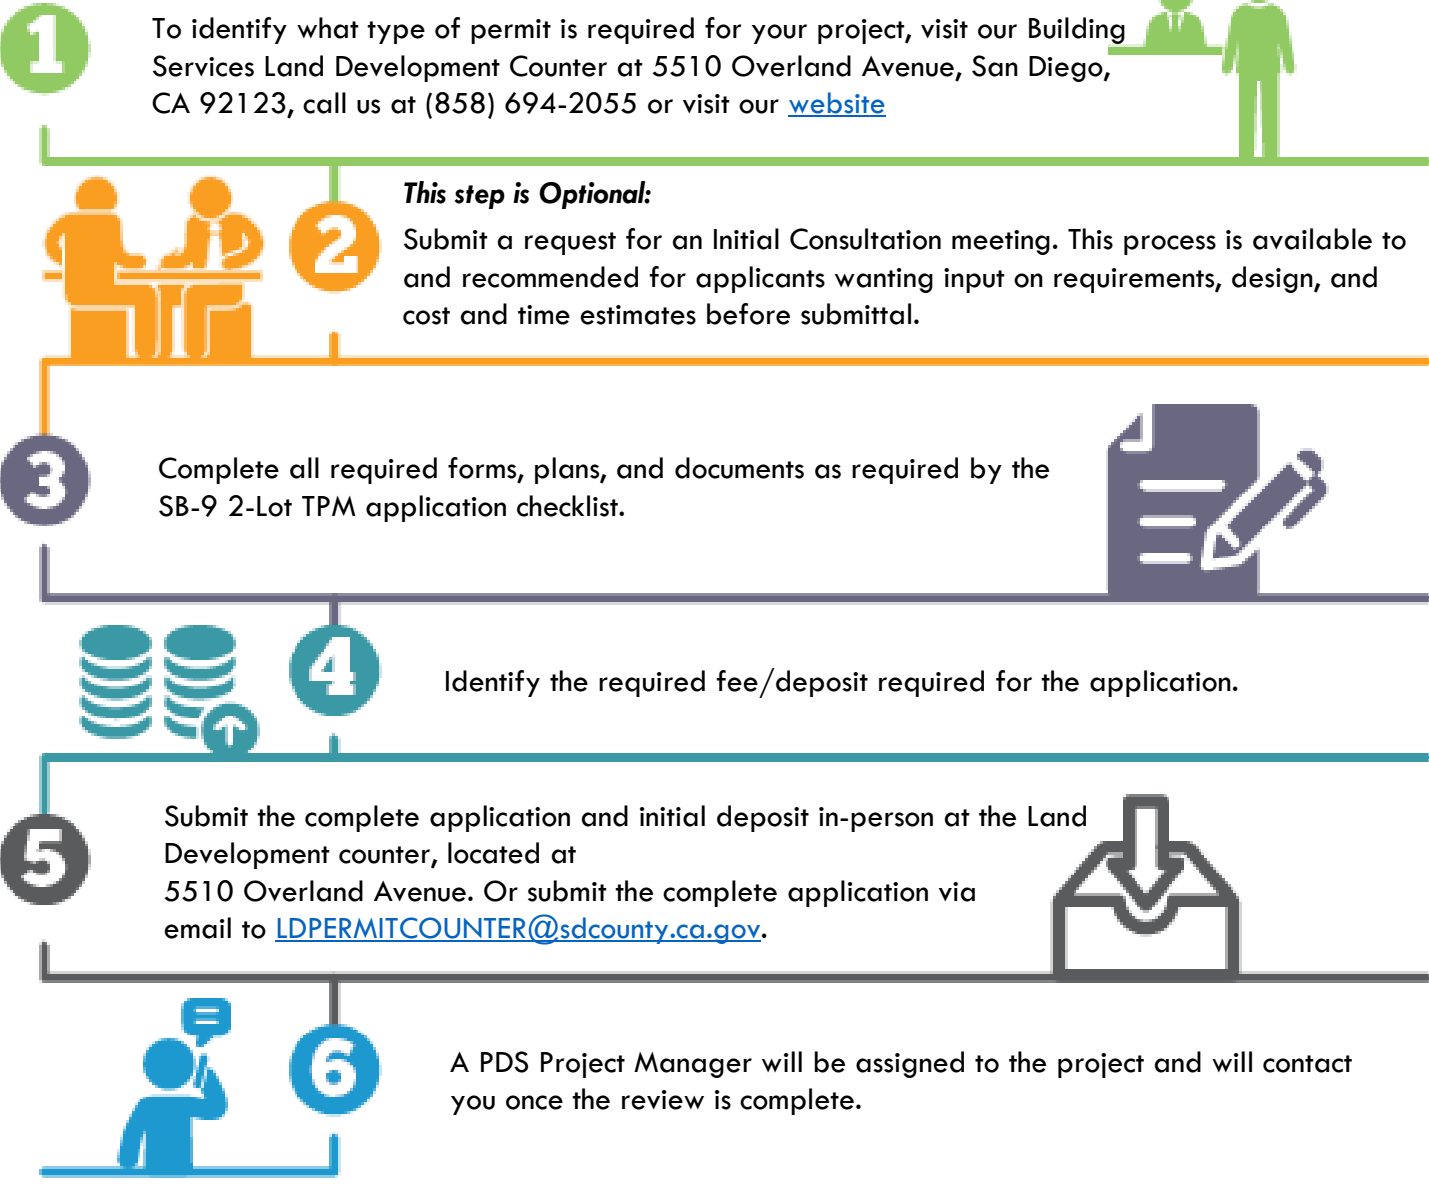 1
To identify what type of permit is required for your project, visit our Building
Services Land Development Counter at 5510 Overland Avenue, San Diego,
CA 92123, call us at (858) 694-2055 or visit our website
2
This step is Optional:
Submit a request for an Initial Consultation meeting. This process is available to
and recommended for applicants wanting input on requirements, design, and
cost and time estimates before submittal.
3
Complete all required forms, plans, and documents as required by the
SB-9 2-Lot TPM application checklist.
4
Identify the required fee/deposit required for the application.
5
Submit the complete application and initial deposit in-person at the Land
Development counter, located at
5510 Overland Avenue. Or submit the complete application via
email to LDPERMITCOUNTER@sdcounty.ca.gov.
6
A PDS Project Manager will be assigned to the project and will contact
you once the review is complete.